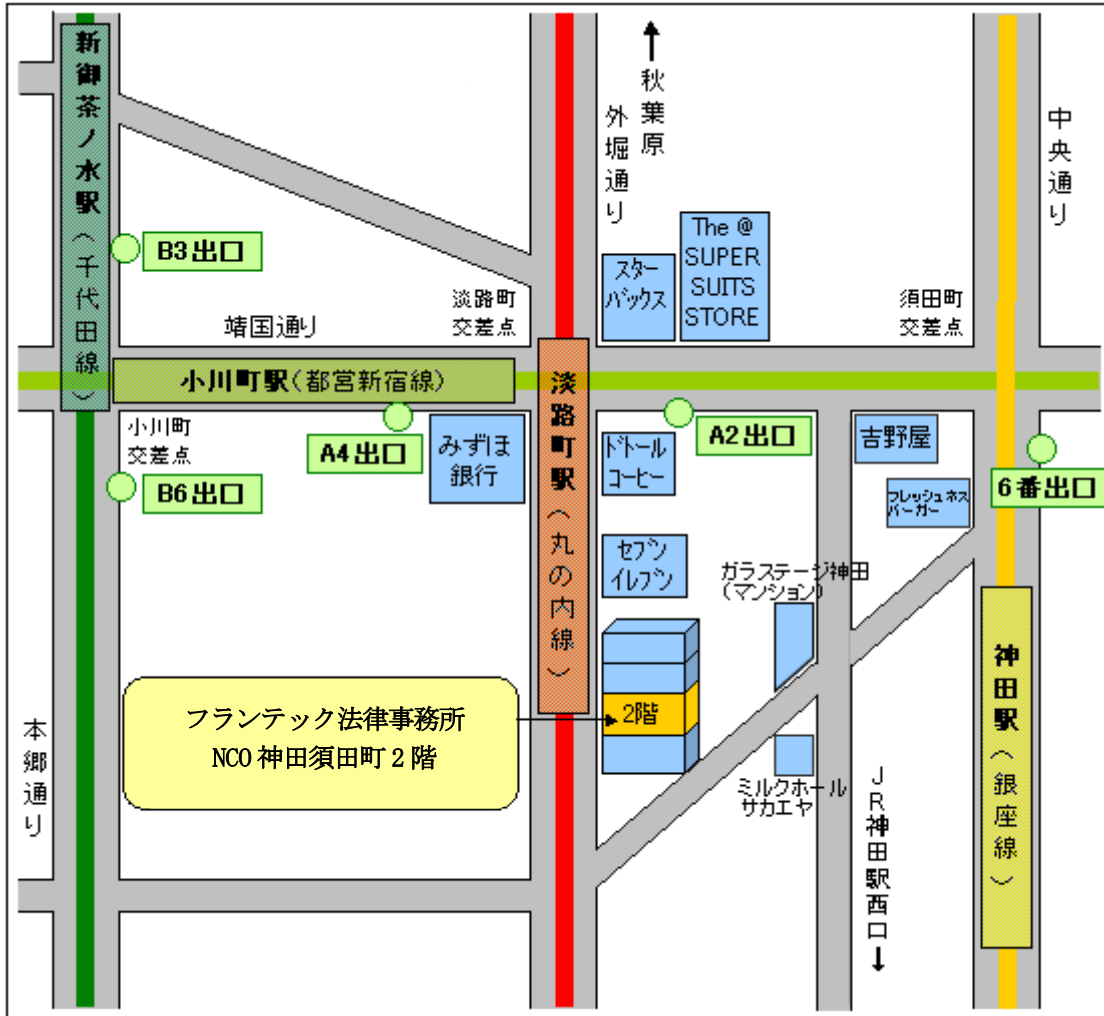 新御茶ノ水駅（千代田線）
B3出口
靖国通り
淡路町
交差点
外堀通り
↑
秋葉原
スター
バックス
The @
SUPER
SUITS
STORE
須田町
交差点
中央通り
小川町駅（都営新宿線）
淡路町駅（丸の内線）
小川町
交差点
B6出口
A4出口
みずほ
銀行
ドトール
コーヒー
A2出口
吉野屋
フレッシュネス
バーガー
6番出口
セブン
イレブン
ガラステージ神田
（マンション）
2階
フランテック法律事務所
NCO神田須田町2階
ミルクホール
サカエヤ
本郷通り
JR神田駅西口↓
神田駅（銀座線）